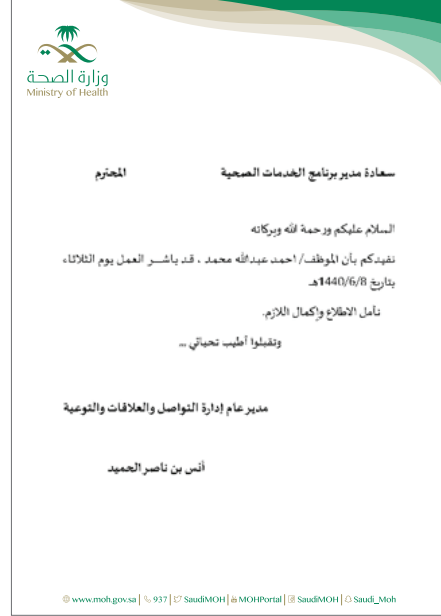 وزارة الصحة
Ministry of Health
سعادة مدير برنامج الخدمات الصحية المحترم
السلام عليكم ورحمة الله وبركاته
نفيدكم بأن الموظف/ احمد عبدالله محمد ، قد باشــر العمل يوم الثلاثاء
بتاريخ 1440/6/8هـ
نأمل الاطلاع وإكمال اللازم.
وتقبلوا أطيب تحياتي ...
مدير عام إدارة التواصل والعلاقات والتوعية
أنس بن ناصر الحميد
www.moh.gov.sa | 937 | SaudiMOH | MOHPortal | SaudiMOH | Saudi_Moh